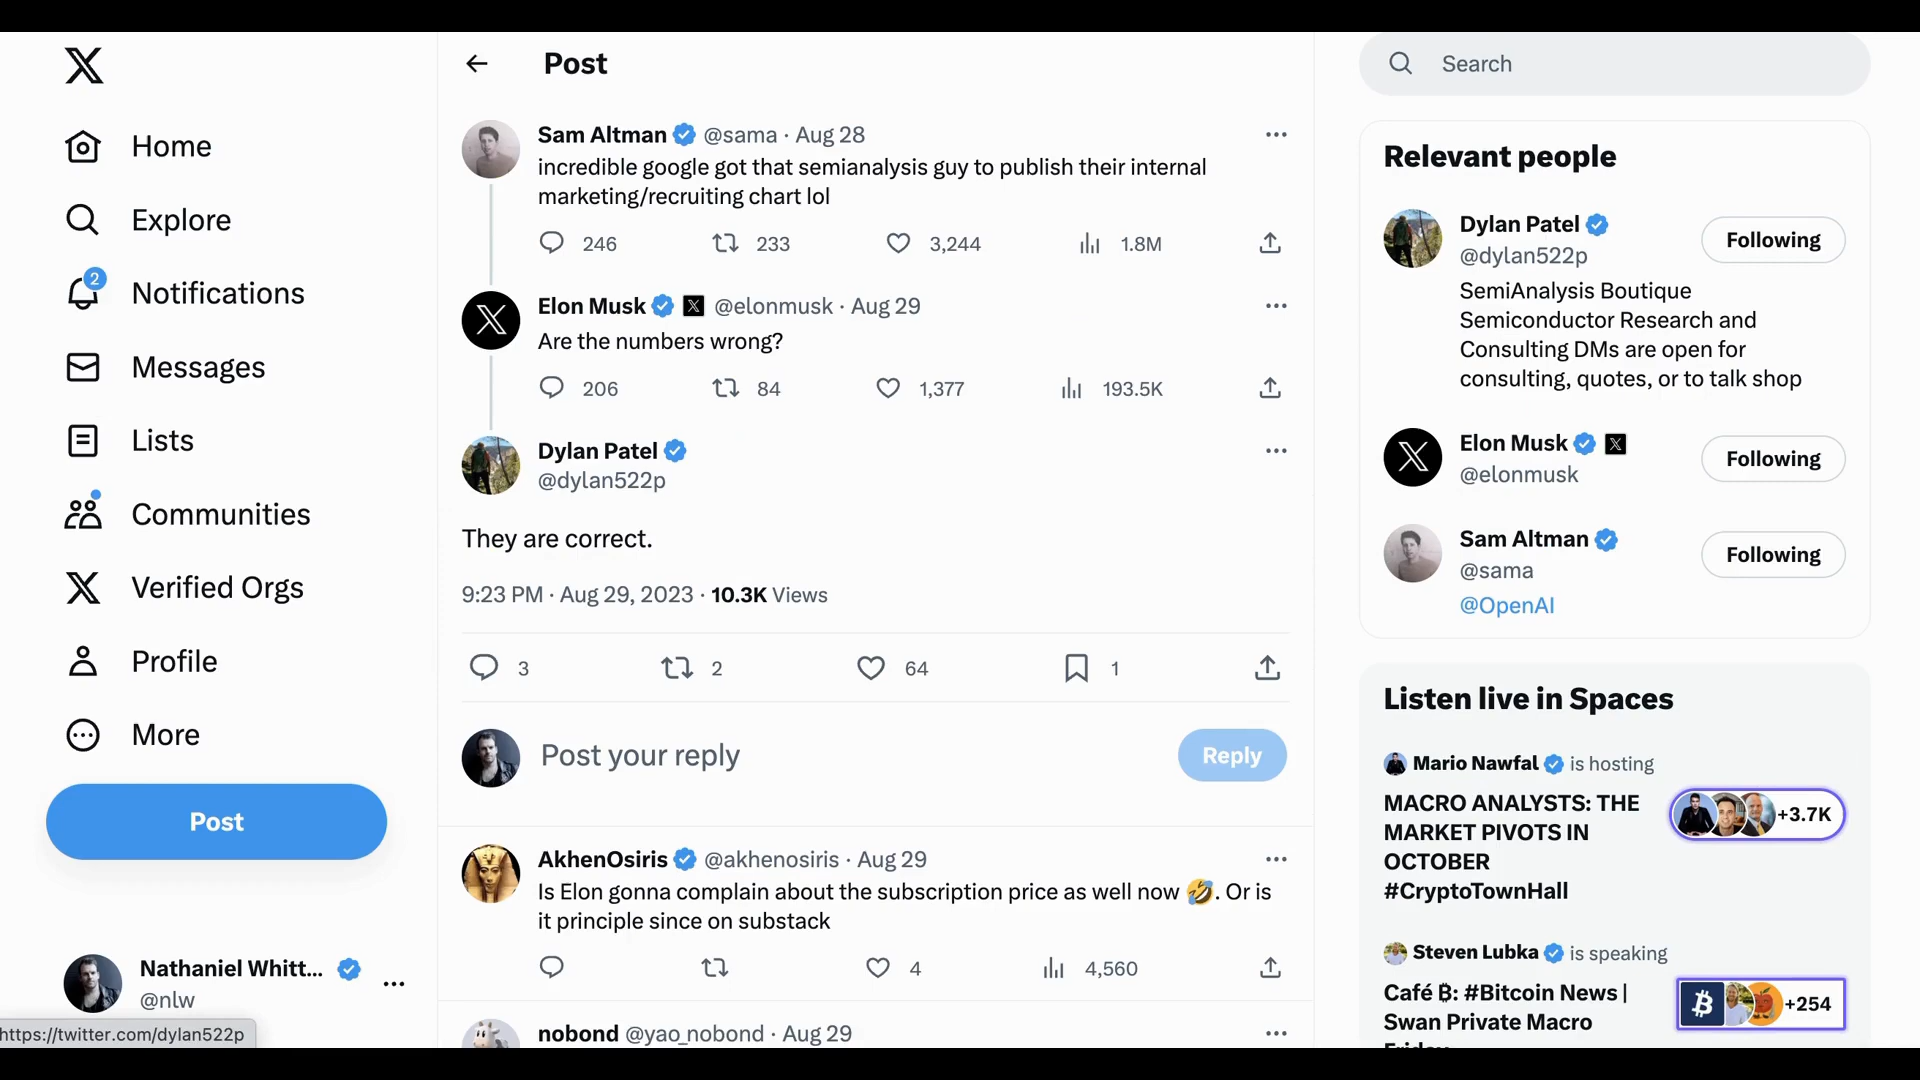 Home
Explore
2
Notifications
Messages
Lists
Communities
Verified Orgs
Profile
More
Post
Nathaniel Whitt...
@nlw
https://twitter.com/dylan522p
Post
Sam Altman @sama · Aug 28
incredible google got that semianalysis guy to publish their internal
marketing/recruiting chart lol
246 233 3,244 1.8M
Elon Musk X @elonmusk · Aug 29
Are the numbers wrong?
206 84 1,377 193.5K
Dylan Patel
@dylan522p
They are correct.
9:23 PM · Aug 29, 2023 · 10.3K Views
3 2 64 1
Post your reply
Reply
AkhenOsiris @akhenosiris · Aug 29
Is Elon gonna complain about the subscription price as well now 🤣. Or is
it principle since on substack
4 4,560
nobond @yao_nobond · Aug 29
Search
Relevant people
Dylan Patel
@dylan522p
Following
SemiAnalysis Boutique
Semiconductor Research and
Consulting DMs are open for
consulting, quotes, or to talk shop
Elon Musk X
@elonmusk
Following
Sam Altman
@sama
Following
@OpenAI
Listen live in Spaces
Mario Nawfal is hosting
MACRO ANALYSTS: THE
MARKET PIVOTS IN
OCTOBER
#CryptoTownHall
+3.7K
Steven Lubka is speaking
Café ₿: #Bitcoin News |
Swan Private Macro
Friday
+254